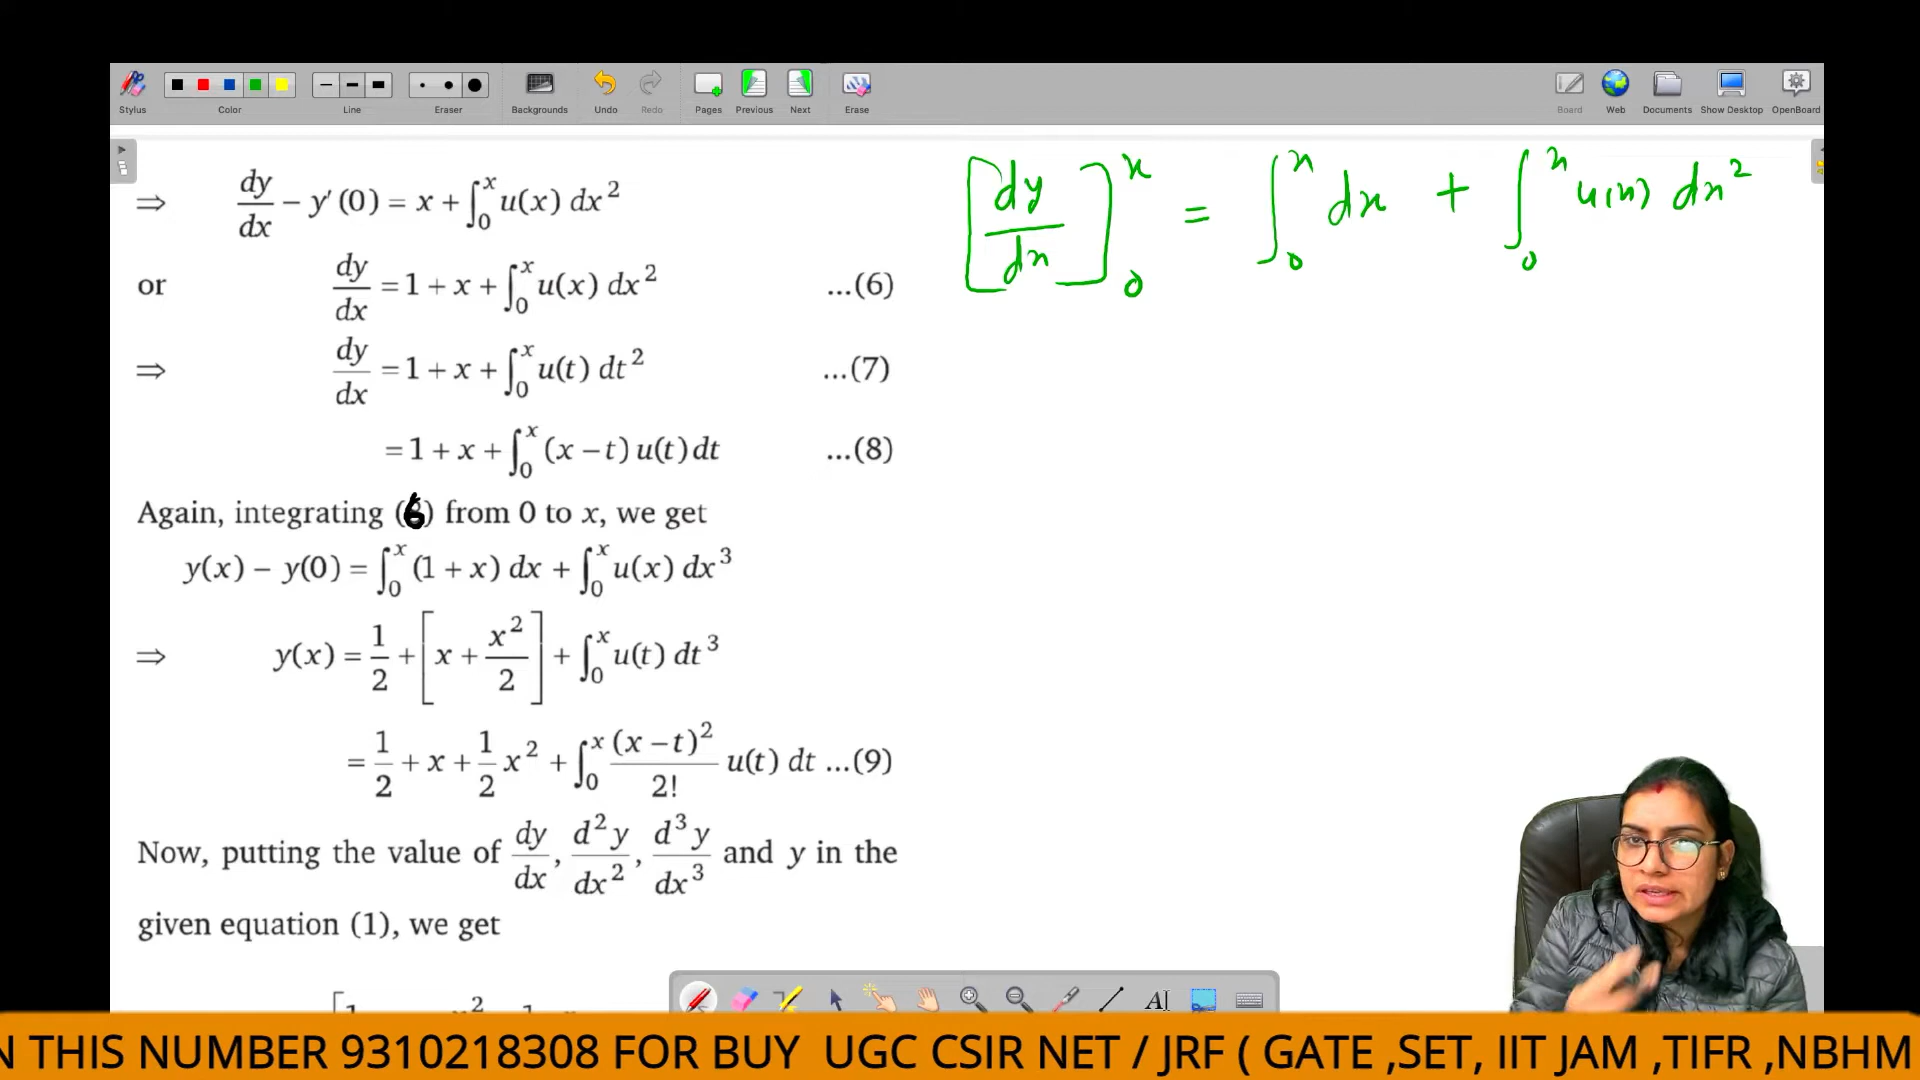 Stylus Color Line Eraser Backgrounds Undo Redo Pages Previous Next Erase Board Web Documents Show Desktop OpenBoard
⇒ dy/dx − y′(0) = x + ∫₀ˣ u(x) dx²
[dy/dx]₀ˣ = ∫₀ˣ dx + ∫₀ˣ u(x) dx²
or dy/dx = 1 + x + ∫₀ˣ u(x) dx² ...(6)
⇒ dy/dx = 1 + x + ∫₀ˣ u(t) dt² ...(7)
= 1 + x + ∫₀ˣ (x − t) u(t) dt ...(8)
Again, integrating (6) from 0 to x, we get
y(x) − y(0) = ∫₀ˣ (1 + x) dx + ∫₀ˣ u(x) dx³
⇒ y(x) = 1/2 + [x + x²/2] + ∫₀ˣ u(t) dt³
= 1/2 + x + 1/2 x² + ∫₀ˣ (x − t)²/2! u(t) dt ...(9)
Now, putting the value of dy/dx, d²y/dx², d³y/dx³ and y in the
given equation (1), we get
N THIS NUMBER 9310218308 FOR BUY UGC CSIR NET / JRF ( GATE ,SET, IIT JAM ,TIFR ,NBHM